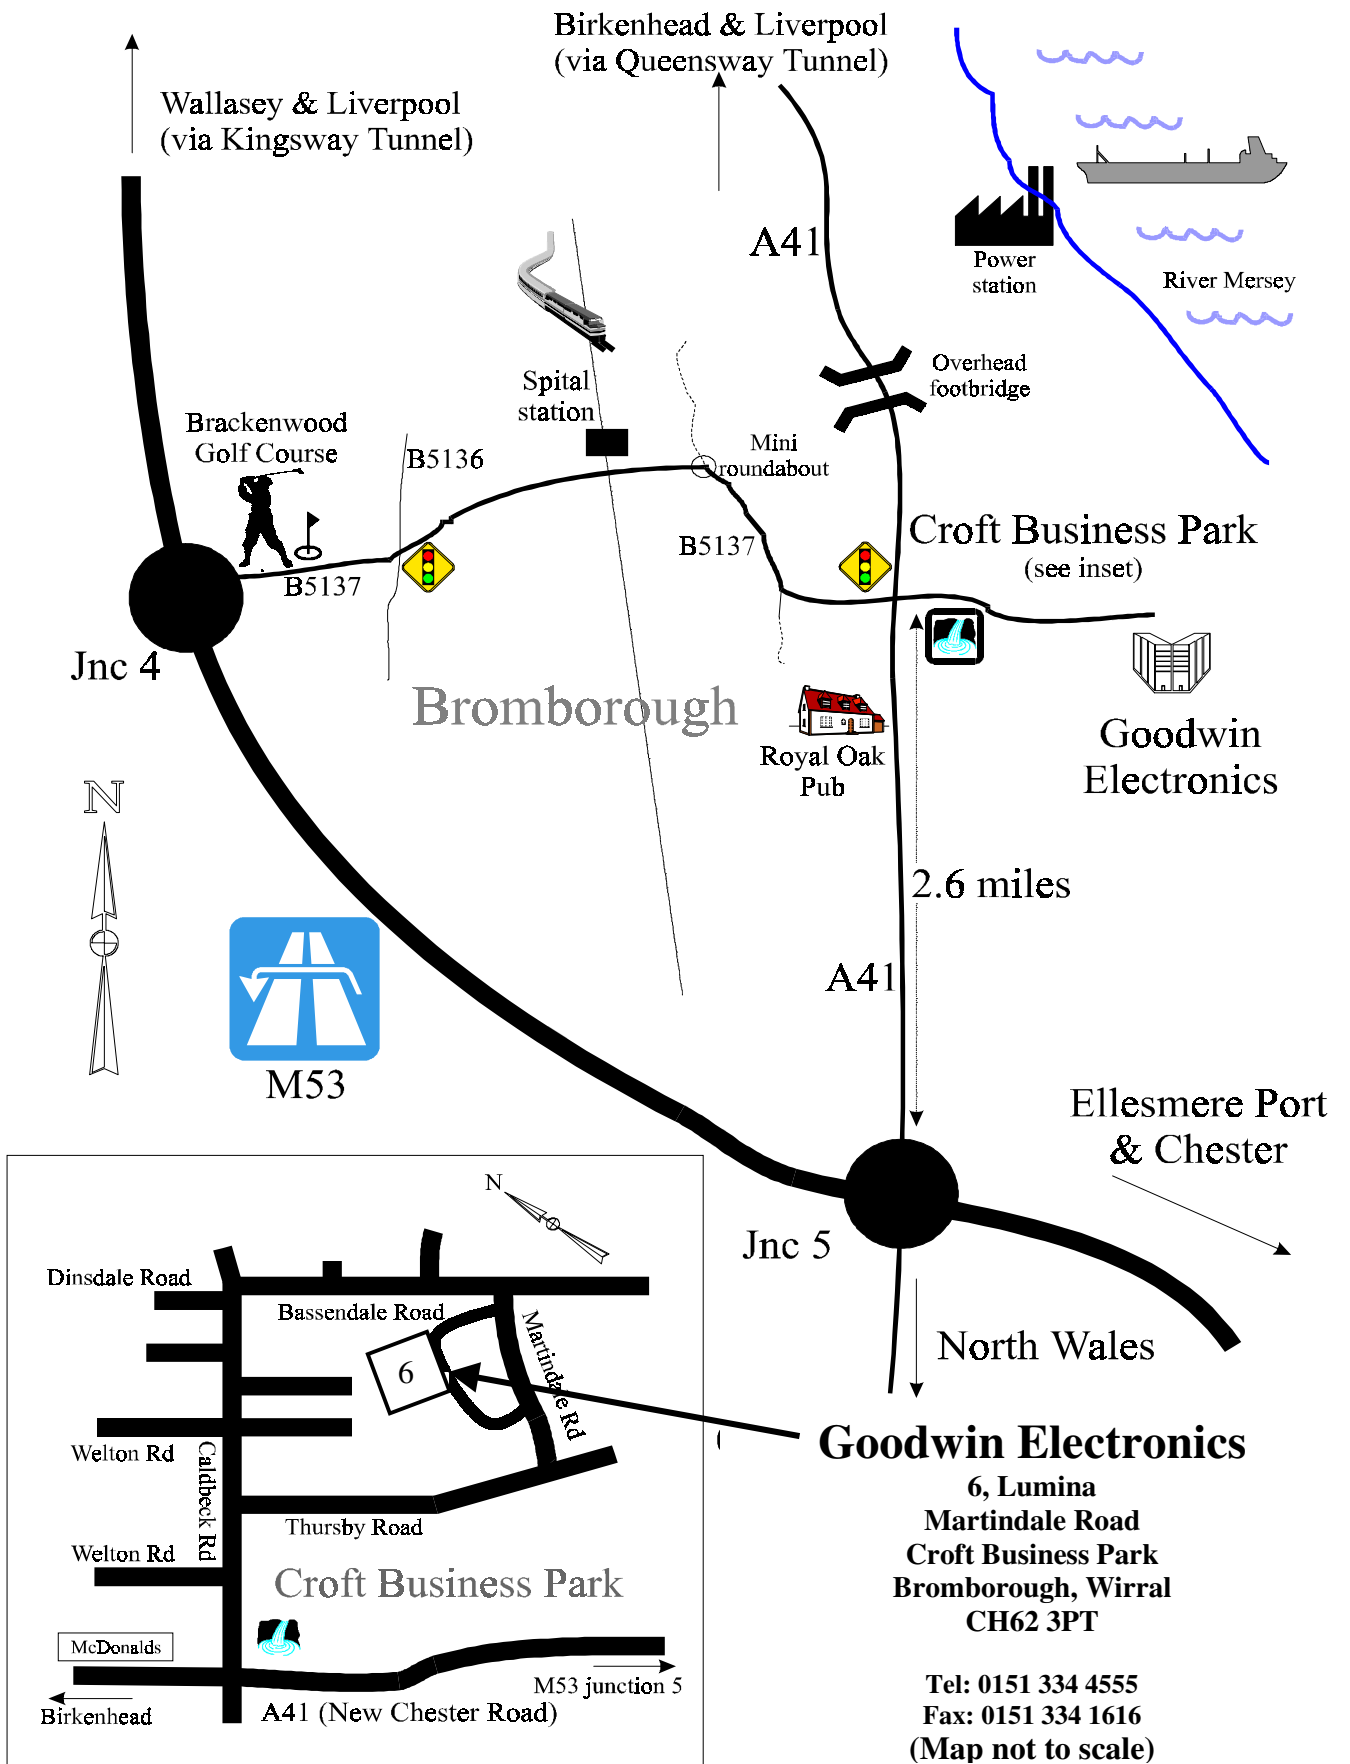 Birkenhead & Liverpool
(via Queensway Tunnel)
Wallasey & Liverpool
(via Kingsway Tunnel)
A41
Power
station
River Mersey
Overhead
footbridge
Spital
station
Brackenwood
Golf Course
B5136
Mini
roundabout
B5137
B5137
Croft Business Park
(see inset)
Jnc 4
Bromborough
Royal Oak
Pub
Goodwin
Electronics
N
2.6 miles
A41
M53
Ellesmere Port
& Chester
Jnc 5
North Wales
N
Dinsdale Road
Bassendale Road
Martindale Rd
6
Welton Rd
Caldbeck Rd
Thursby Road
Welton Rd
Croft Business Park
McDonalds
M53 junction 5
Birkenhead
A41 (New Chester Road)
Goodwin Electronics
6, Lumina
Martindale Road
Croft Business Park
Bromborough, Wirral
CH62 3PT
Tel: 0151 334 4555
Fax: 0151 334 1616
(Map not to scale)